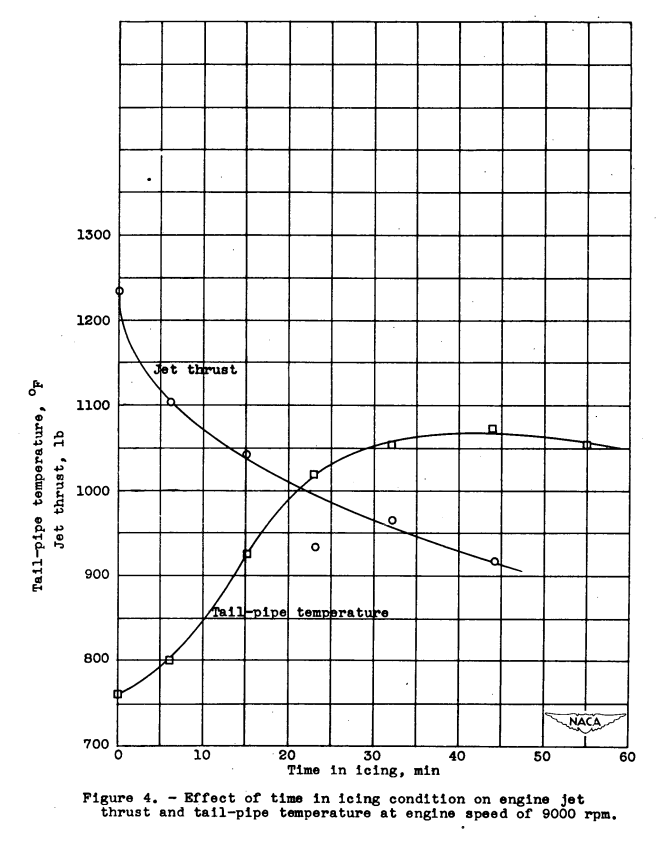 1300
1200
1100
1000
900
800
700
Tail-pipe temperature, °F
Jet thrust, lb
Jet thrust
Tail-pipe temperature
NACA
0 10 20 30 40 50 60
Time in icing, min
Figure 4. - Effect of time in icing condition on engine jet
thrust and tail-pipe temperature at engine speed of 9000 rpm.